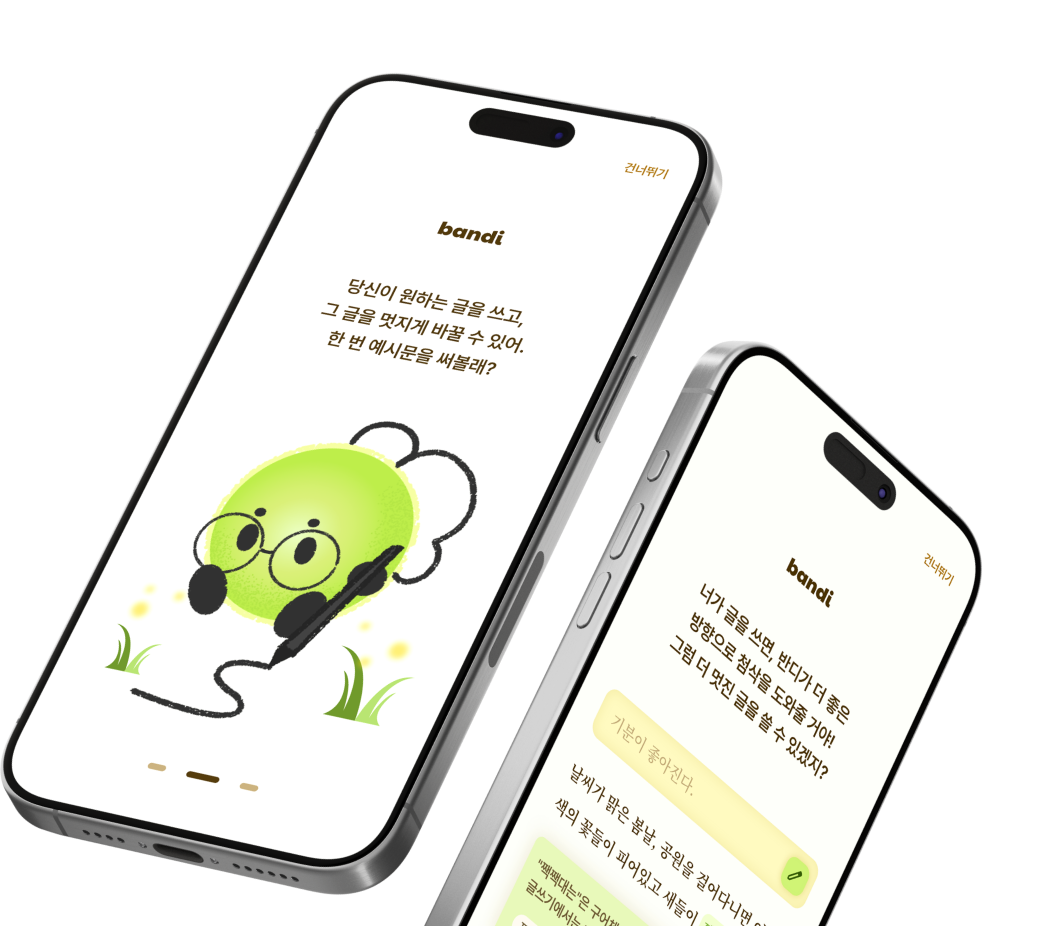 건너뛰기
bandi
당신이 원하는 글을 쓰고,
그 글을 멋지게 바꿀 수 있어.
한 번 예시문을 써볼래?
건너뛰기
bandi
너가 글을 쓰면, 반디가 더 좋은
방향으로 첨삭을 도와줄 거야!
그럼 더 멋진 글을 쓸 수 있겠지?
기분이 좋아진다.
날씨가 맑은 봄날, 공원을 걸어다니면
색의 꽃들이 피어있고 새들이
"짹짹대는"은 구어체
글쓰기에서는